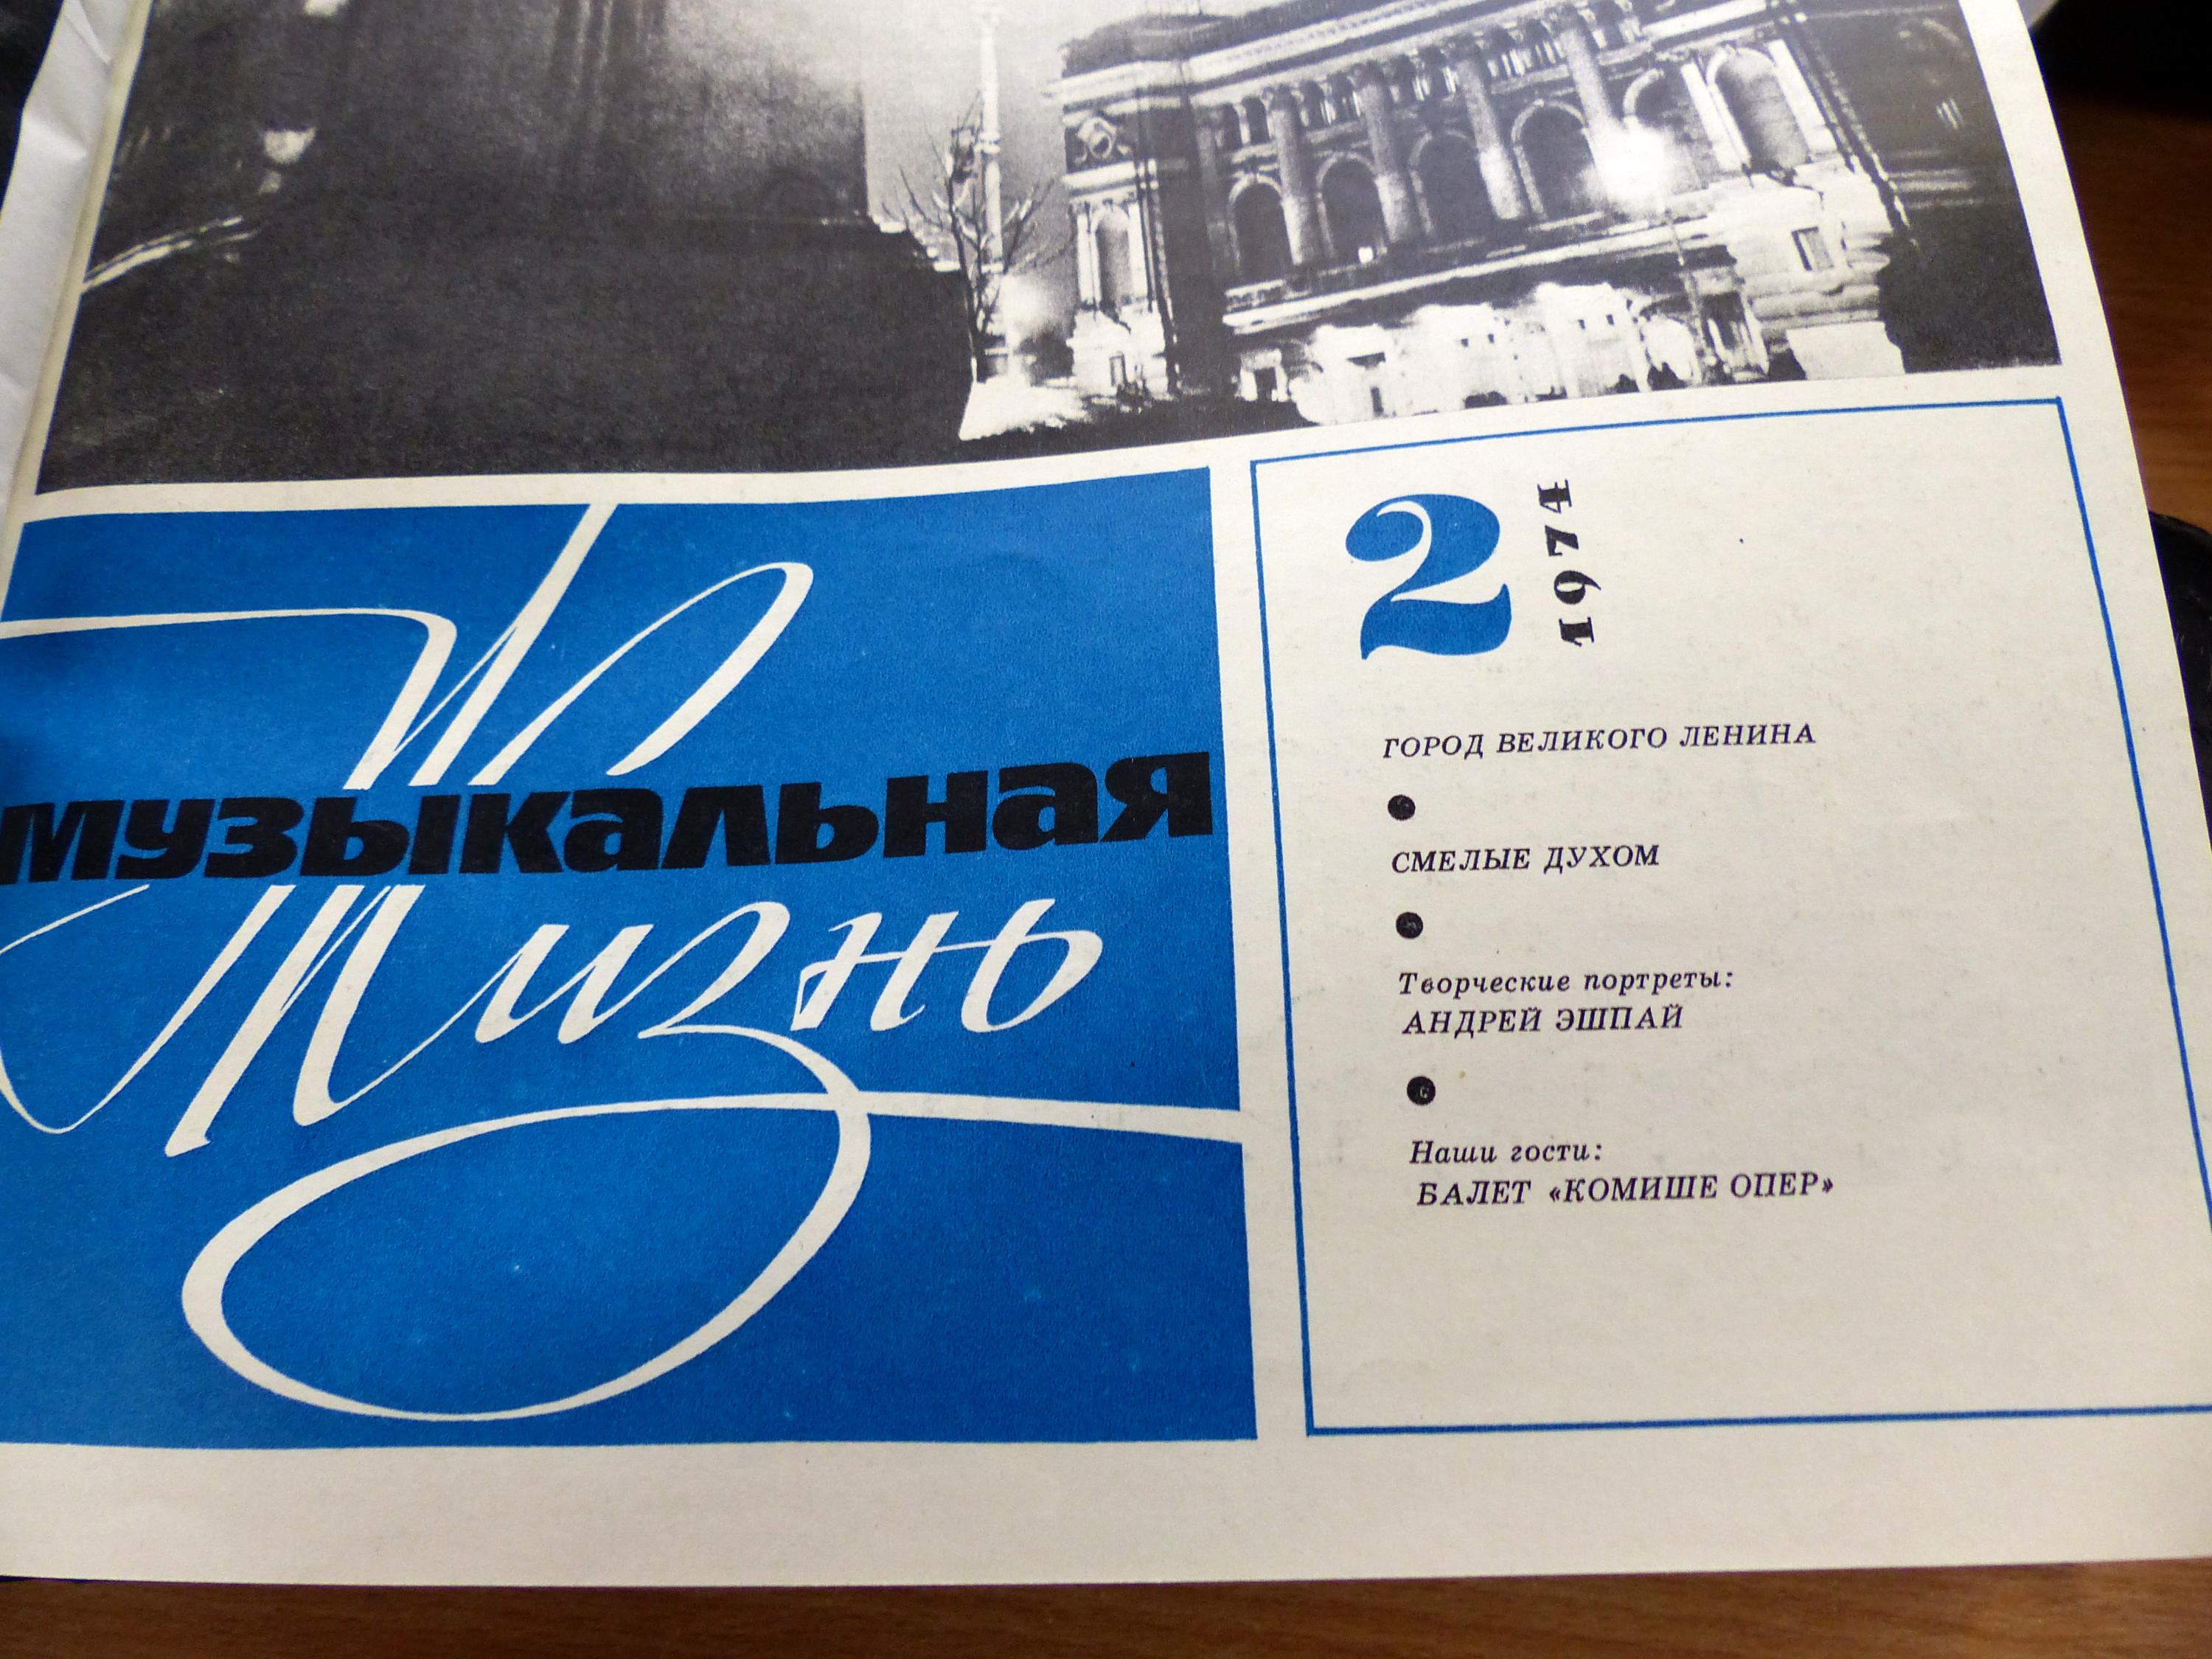 музыкальная
Жизнь
2
1974
ГОРОД ВЕЛИКОГО ЛЕНИНА
СМЕЛЫЕ ДУХОМ
Творческие портреты:
АНДРЕЙ ЭШПАЙ
Наши гости:
БАЛЕТ «КОМИШЕ ОПЕР»